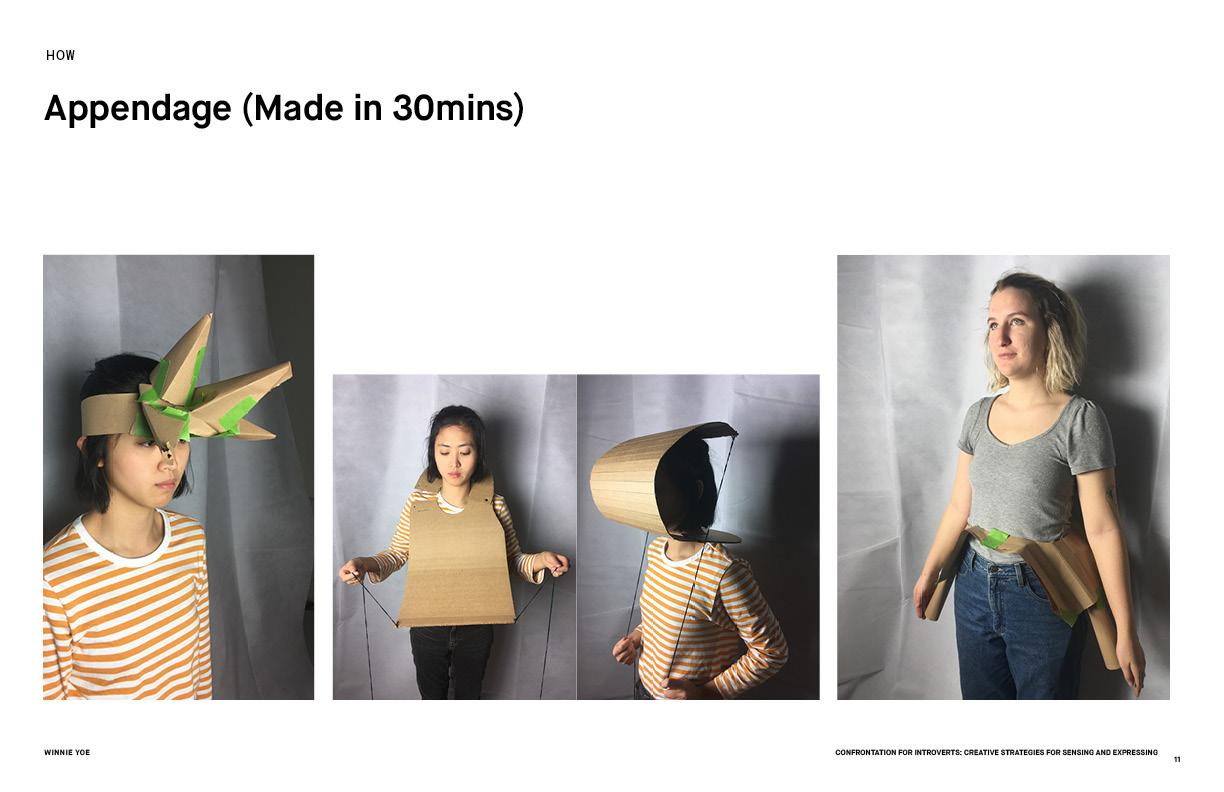 HOW
Appendage (Made in 30mins)
WINNIE YOE
CONFRONTATION FOR INTROVERTS: CREATIVE STRATEGIES FOR SENSING AND EXPRESSING
11